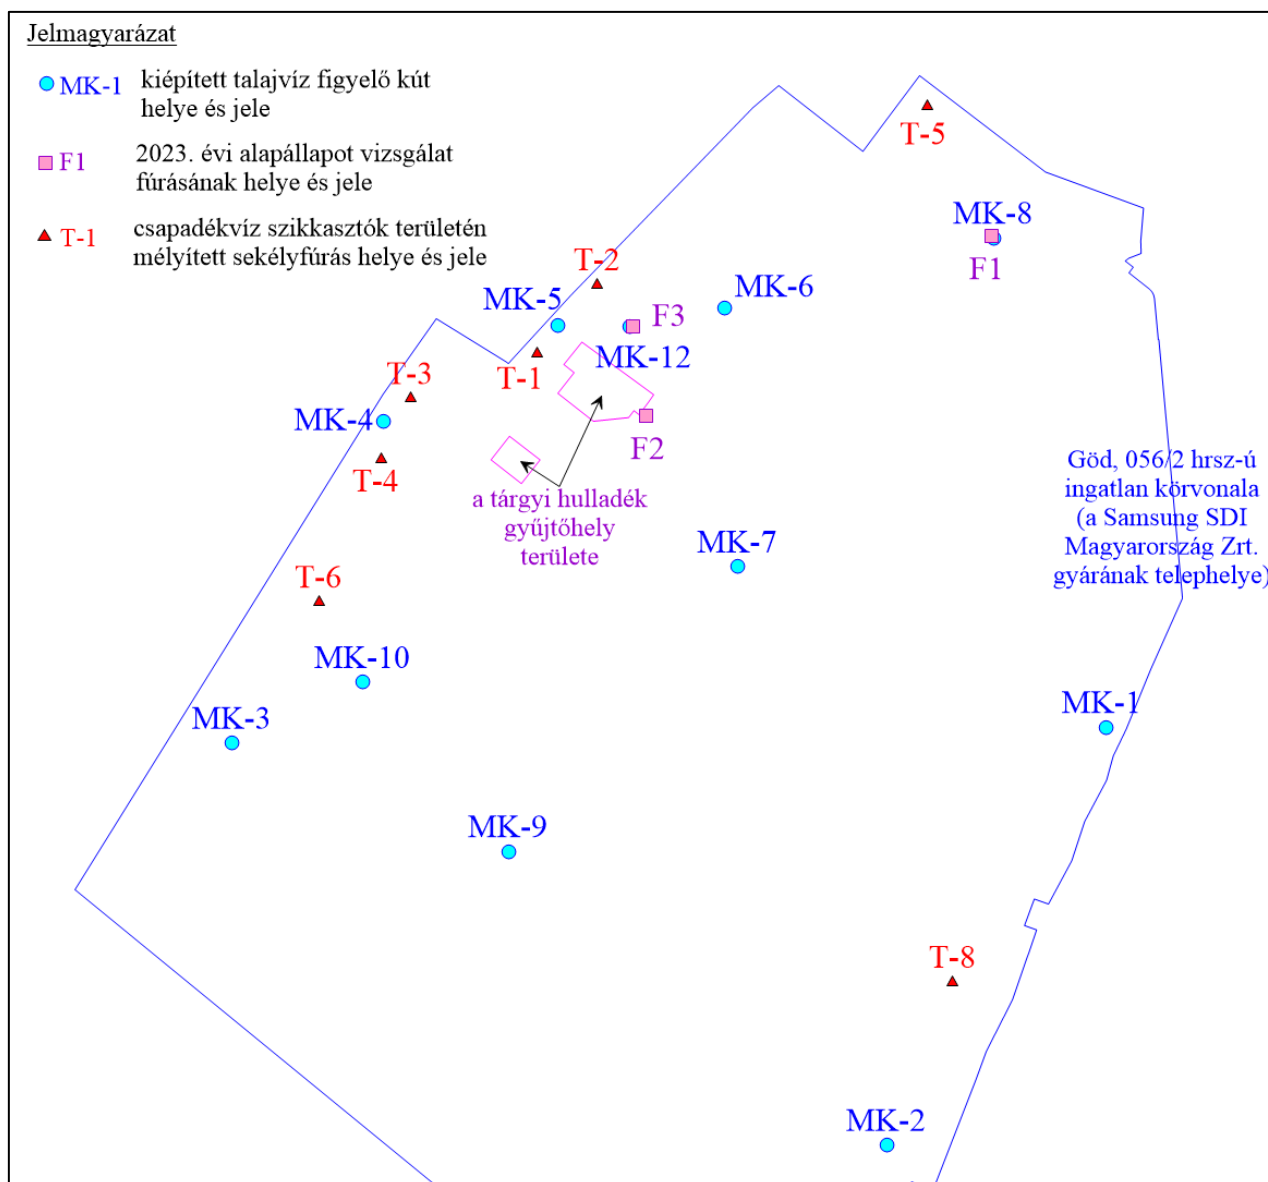 Jelmagyarázat
MK-1 kiépített talajvíz figyelő kút
helye és jele
F1 2023. évi alapállapot vizsgálat
fúrásának helye és jele
T-1 csapadékvíz szikkasztók területén
mélyített sekélyfúrás helye és jele
T-5
MK-8
F1
T-2
MK-6
MK-5
F3
MK-12
T-1
T-3
MK-4
F2
T-4
Göd, 056/2 hrsz-ú
ingatlan körvonala
(a Samsung SDI
Magyarország Zrt.
gyárának telephelye)
a tárgyi hulladék
gyűjtőhely
területe
MK-7
T-6
MK-10
MK-3
MK-1
MK-9
T-8
MK-2